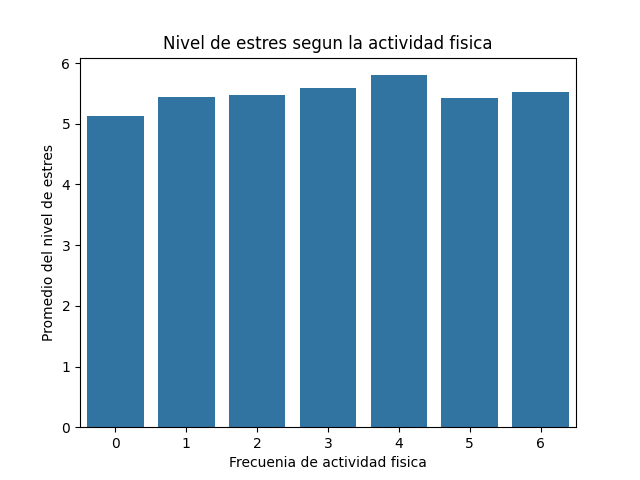 Nivel de estres segun la actividad fisica
Promedio del nivel de estres
6
5
4
3
2
1
0
0 1 2 3 4 5 6
Frecuenia de actividad fisica